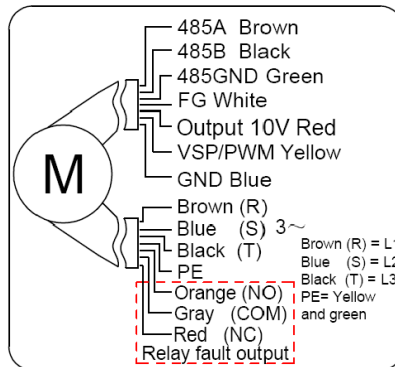 485A Brown
485B Black
485GND Green
FG White
Output 10V Red
VSP/PWM Yellow
GND Blue
M
Brown (R)
Blue (S) 3~
Black (T)
PE
Orange (NO)
Gray (COM)
Red (NC)
Relay fault output
Brown (R) = L1
Blue (S) = L2
Black (T) = L3
PE= Yellow
and green